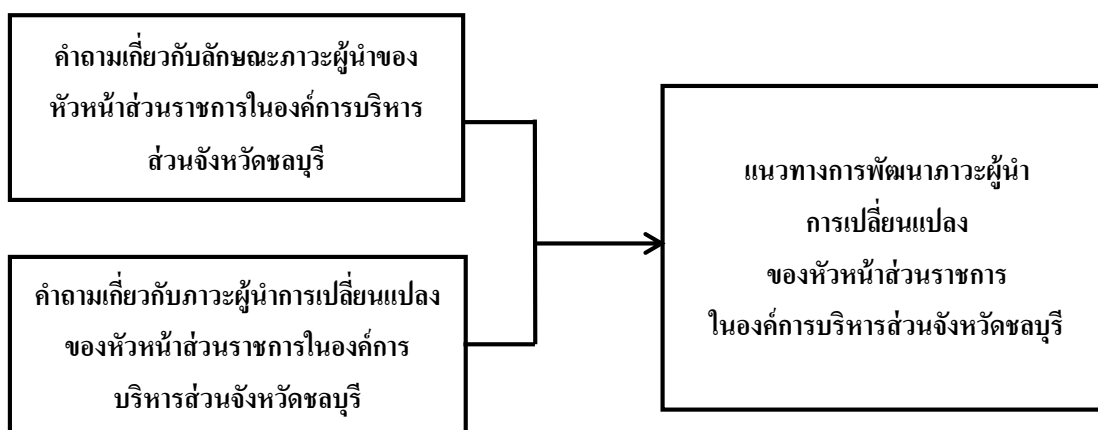 คำถามเกี่ยวกับลักษณะภาวะผู้นำของ
หัวหน้าส่วนราชการในองค์การบริหาร
ส่วนจังหวัดชลบุรี
คำถามเกี่ยวกับภาวะผู้นำการเปลี่ยนแปลง
ของหัวหน้าส่วนราชการในองค์การ
บริหารส่วนจังหวัดชลบุรี
แนวทางการพัฒนาภาวะผู้นำ
การเปลี่ยนแปลง
ของหัวหน้าส่วนราชการ
ในองค์การบริหารส่วนจังหวัดชลบุรี